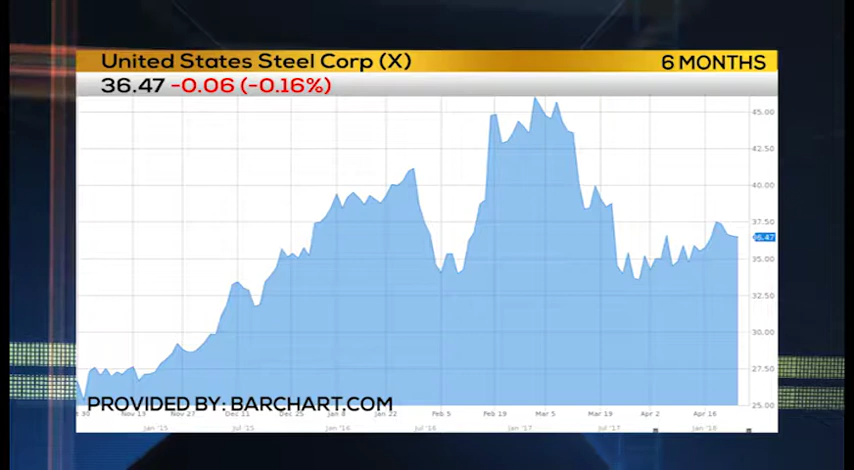 United States Steel Corp (X) 6 MONTHS
36.47 -0.06 (-0.16%)
45.00
42.50
40.00
37.50
36.47
35.00
32.50
30.00
27.50
25.00
PROVIDED BY: BARCHART.COM
t 30 Nov 13 Nov 27 Dec 11 Dec 25 Jan 8 Jan 22 Feb 5 Feb 19 Mar 5 Mar 19 Apr 2 Apr 16
Jan '15 Jul '15 Jan '16 Jul '16 Jan '17 Jul '17 Jan '18